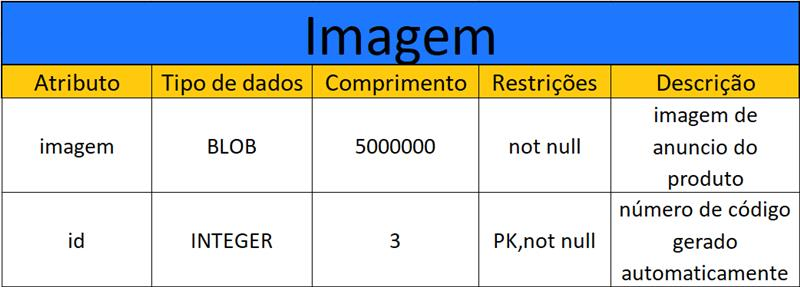 Imagem
Atributo Tipo de dados Comprimento Restrições Descrição
imagem BLOB 5000000 not null imagem de anuncio do produto
id INTEGER 3 PK,not null número de código gerado automaticamente